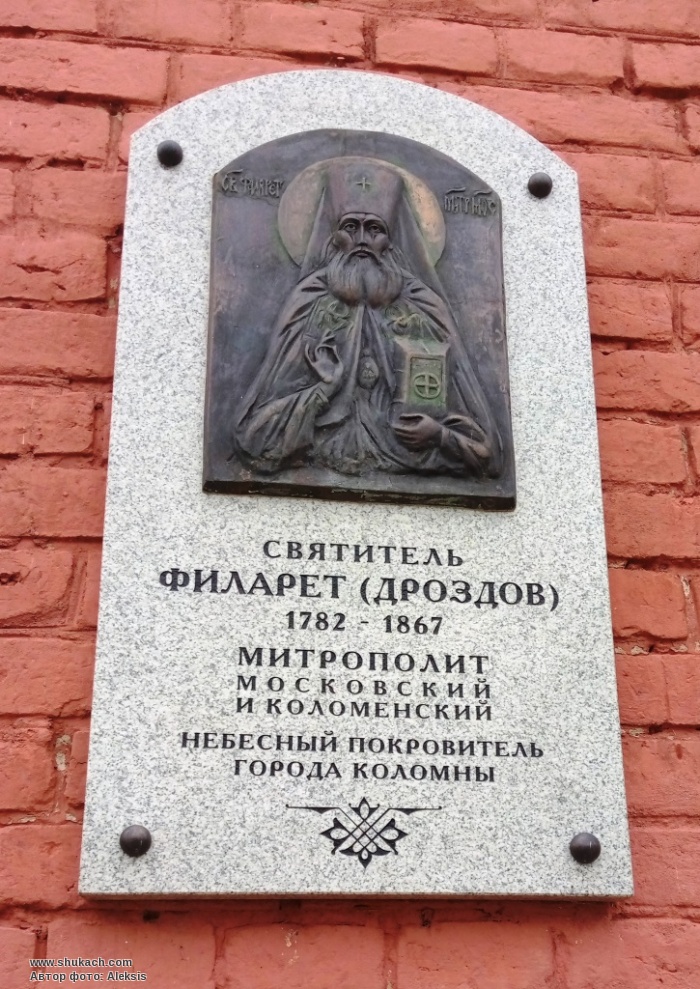 СВЯТИТЕЛЬ
ФИЛАРЕТ (ДРОЗДОВ)
1782 - 1867
МИТРОПОЛИТ
МОСКОВСКИЙ
И КОЛОМЕНСКИЙ
НЕБЕСНЫЙ ПОКРОВИТЕЛЬ
ГОРОДА КОЛОМНЫ
www.shukach.com
Автор фото: Aleksis